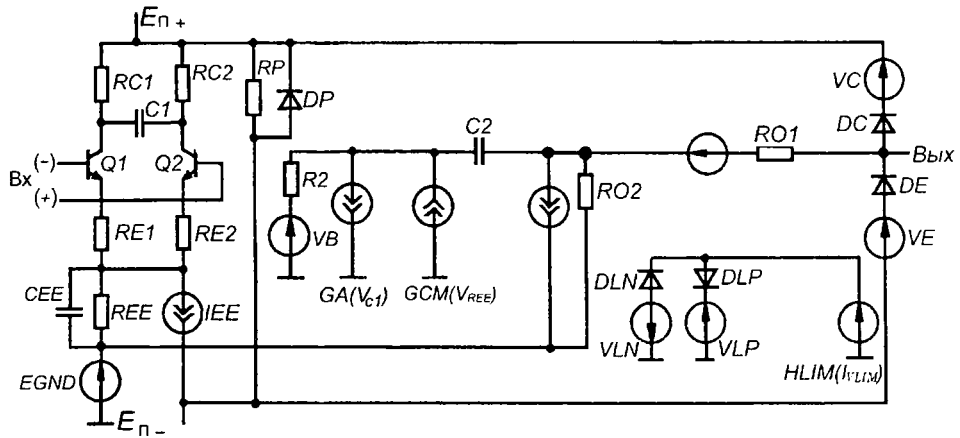 Eп+
RC1
RC2
RP
DP
VC
C1
DC
(−)
Q1
Q2
C2
RO1
Вх
(+)
Вых
R2
RO2
DE
RE1
RE2
VB
VE
GA(VC1)
GCM(VREE)
DLN
DLP
CEE
REE
IEE
VLN
VLP
HLIM(IVLIM)
EGND
Eп−